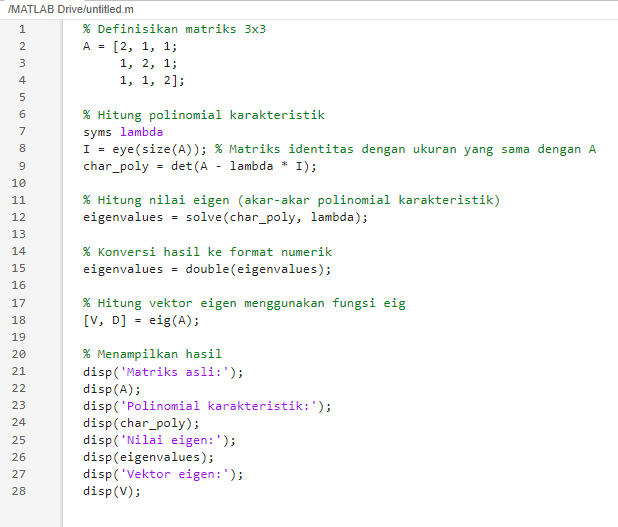 /MATLAB Drive/untitled.m
1 % Definisikan matriks 3x3
2 A = [2, 1, 1;
3 1, 2, 1;
4 1, 1, 2];
5
6 % Hitung polinomial karakteristik
7 syms lambda
8 I = eye(size(A)); % Matriks identitas dengan ukuran yang sama dengan A
9 char_poly = det(A - lambda * I);
10
11 % Hitung nilai eigen (akar-akar polinomial karakteristik)
12 eigenvalues = solve(char_poly, lambda);
13
14 % Konversi hasil ke format numerik
15 eigenvalues = double(eigenvalues);
16
17 % Hitung vektor eigen menggunakan fungsi eig
18 [V, D] = eig(A);
19
20 % Menampilkan hasil
21 disp('Matriks asli:');
22 disp(A);
23 disp('Polinomial karakteristik:');
24 disp(char_poly);
25 disp('Nilai eigen:');
26 disp(eigenvalues);
27 disp('Vektor eigen:');
28 disp(V);